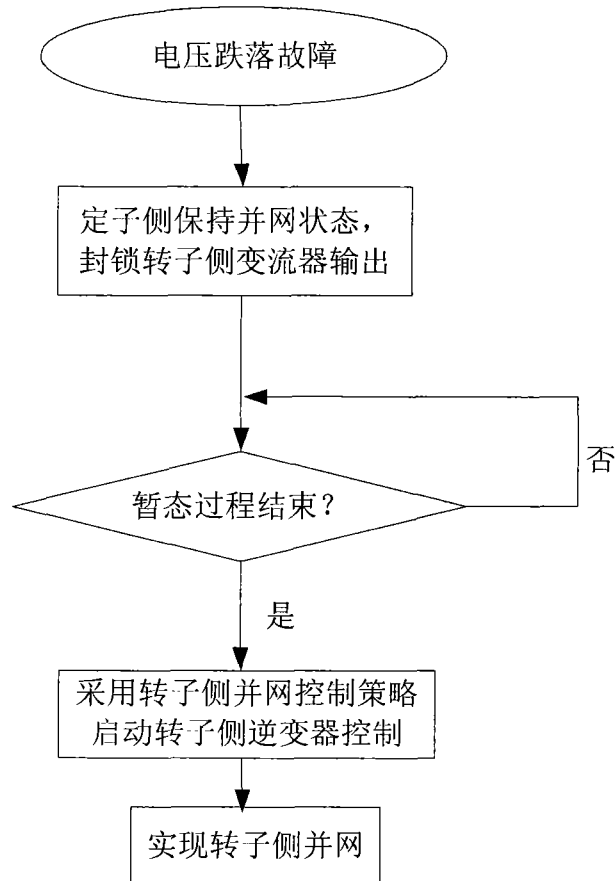 电压跌落故障
定子侧保持并网状态，
封锁转子侧变流器输出
否
暂态过程结束？
是
采用转子侧并网控制策略
启动转子侧逆变器控制
实现转子侧并网